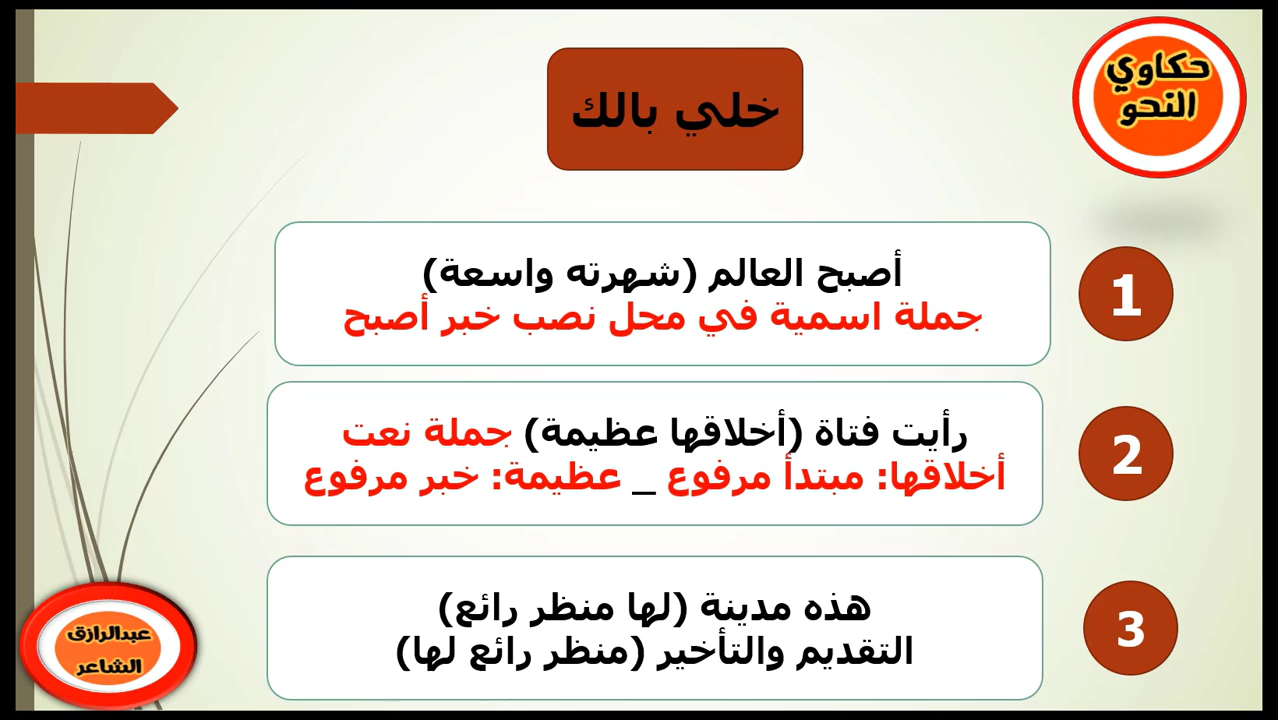 حكاوي
النحو
خلي بالك
1
أصبح العالم (شهرته واسعة)
جملة اسمية في محل نصب خبر أصبح
2
رأيت فتاة (أخلاقها عظيمة) جملة نعت
أخلاقها: مبتدأ مرفوع _ عظيمة: خبر مرفوع
3
هذه مدينة (لها منظر رائع)
التقديم والتأخير (منظر رائع لها)
عبدالرازق
الشاعر